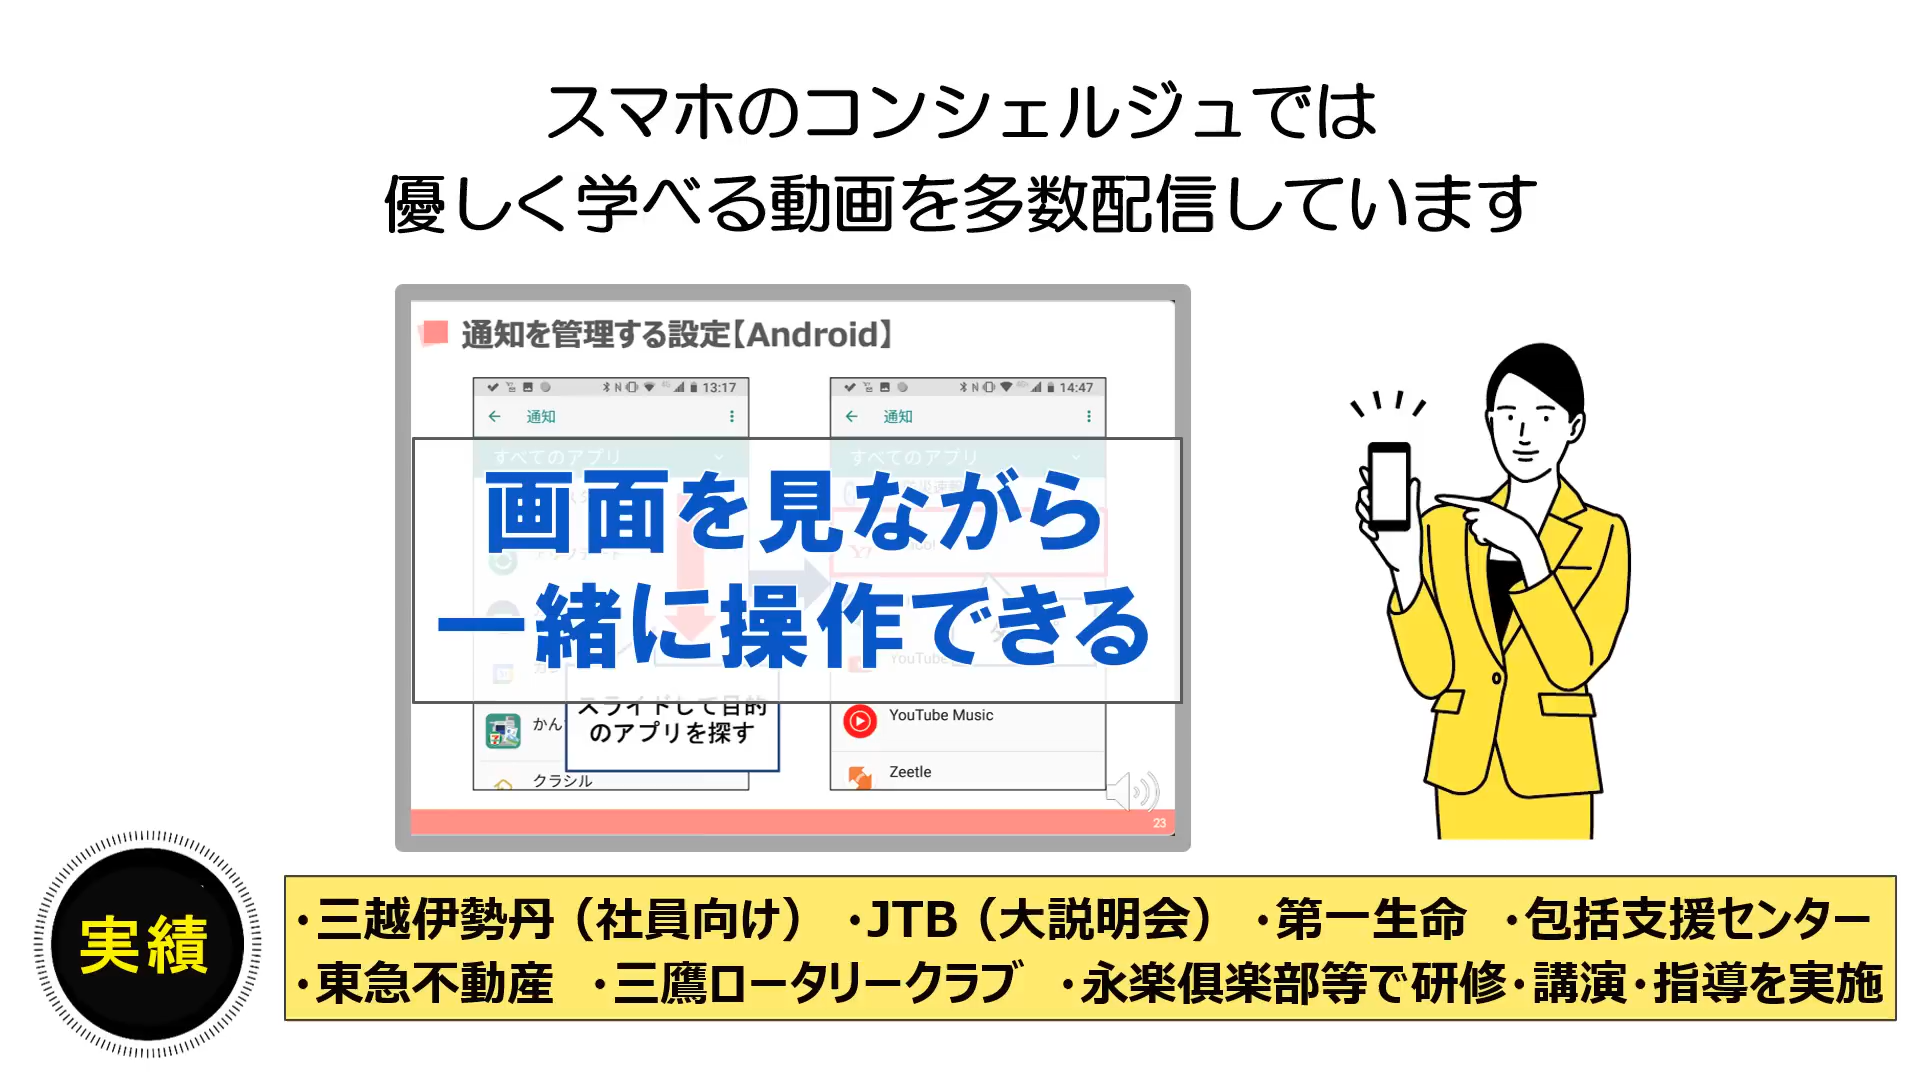 スマホのコンシェルジュでは
優しく学べる動画を多数配信しています
通知を管理する設定【Android】
13:17
14:47
通知
通知
すべてのアプリ
すべてのアプリ
画面を見ながら
一緒に操作できる
YouTube
スライドして目的
のアプリを探す
かん
クラシル
YouTube Music
Zeetle
23
実績
・三越伊勢丹（社員向け） ・JTB（大説明会） ・第一生命 ・包括支援センター
・東急不動産 ・三鷹ロータリークラブ ・永楽倶楽部等で研修・講演・指導を実施